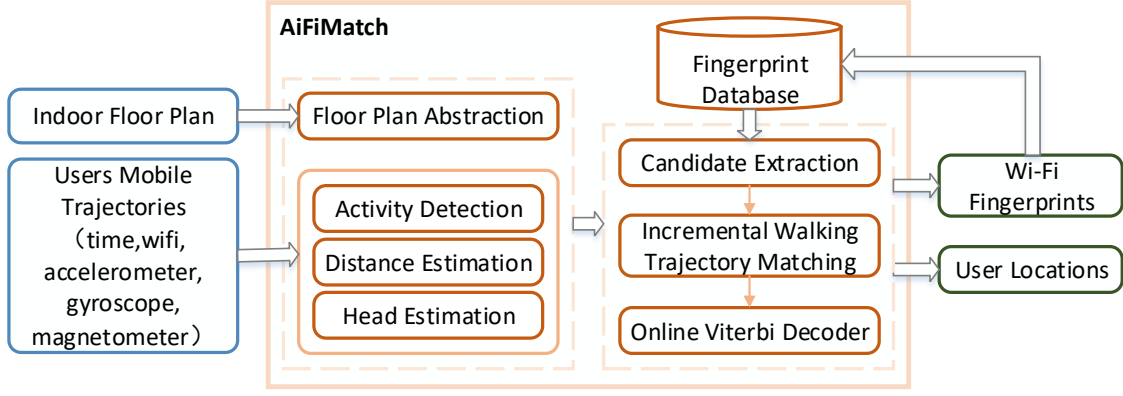 AiFiMatch
Indoor Floor Plan
Users Mobile
Trajectories
（time,wifi,
accelerometer,
gyroscope,
magnetometer）
Floor Plan Abstraction
Activity Detection
Distance Estimation
Head Estimation
Fingerprint
Database
Candidate Extraction
Incremental Walking
Trajectory Matching
Online Viterbi Decoder
Wi-Fi
Fingerprints
User Locations